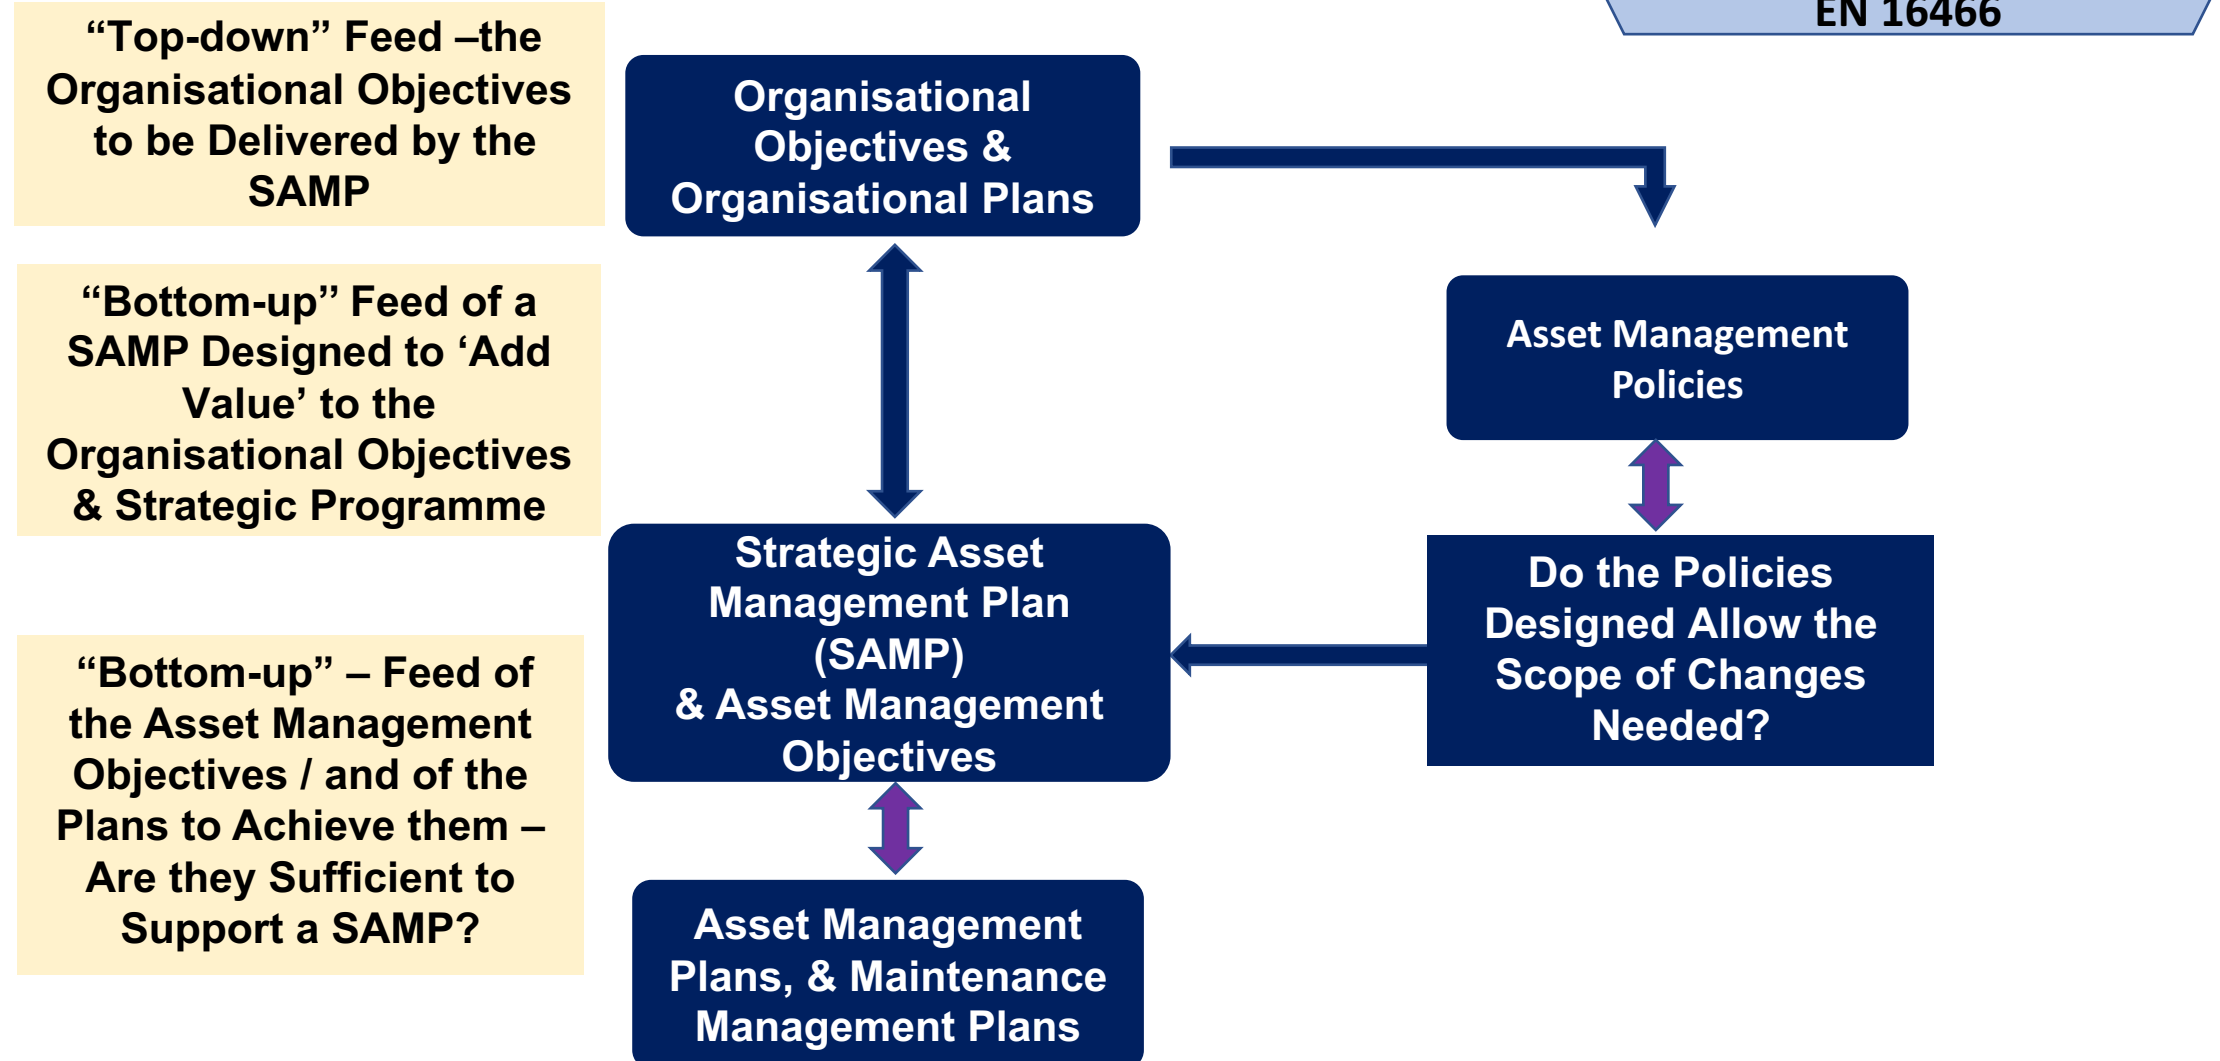 EN 16466
“Top-down” Feed –the
Organisational Objectives
to be Delivered by the
SAMP
Organisational
Objectives &
Organisational Plans
“Bottom-up” Feed of a
SAMP Designed to ‘Add
Value’ to the
Organisational Objectives
& Strategic Programme
Asset Management
Policies
Strategic Asset
Management Plan
(SAMP)
& Asset Management
Objectives
Do the Policies
Designed Allow the
Scope of Changes
Needed?
“Bottom-up” – Feed of
the Asset Management
Objectives / and of the
Plans to Achieve them –
Are they Sufficient to
Support a SAMP?
Asset Management
Plans, & Maintenance
Management Plans